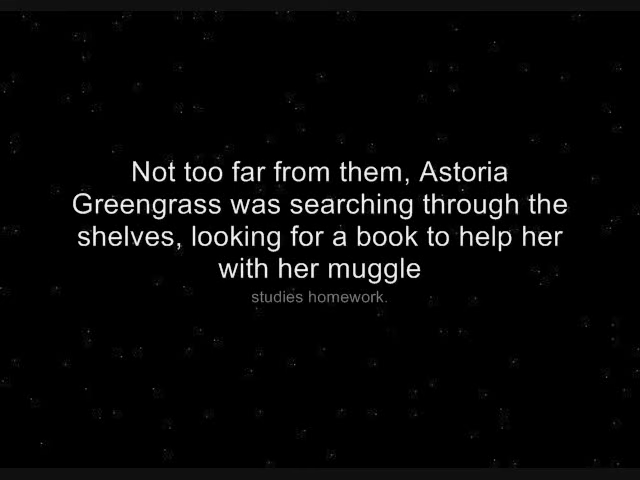 Not too far from them, Astoria
Greengrass was searching through the
shelves, looking for a book to help her
with her muggle
studies homework.